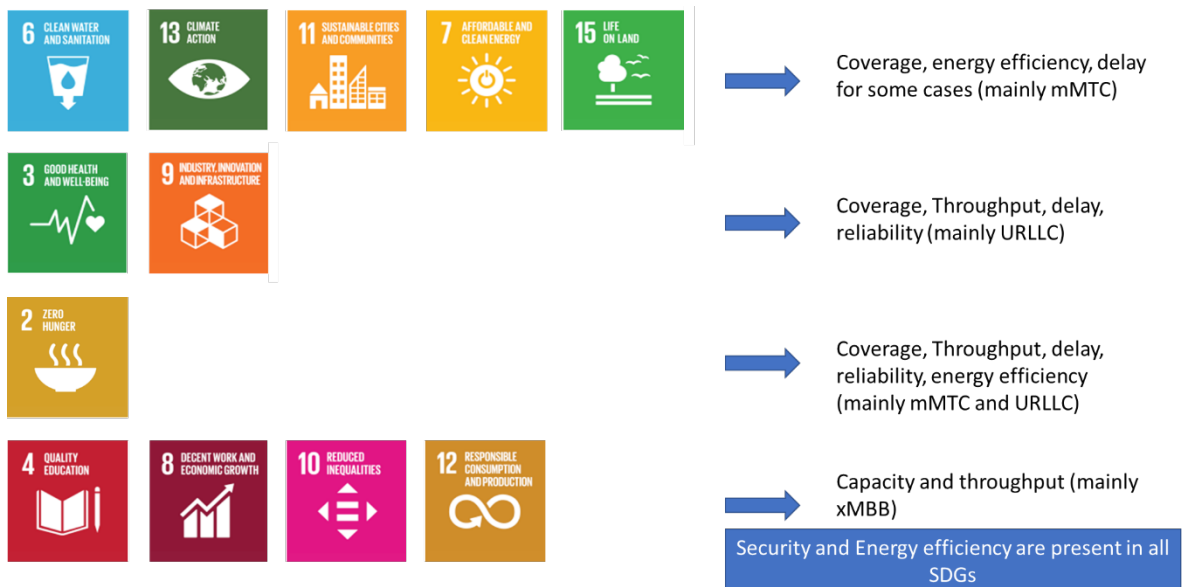 6 CLEAN WATER
AND SANITATION
13 CLIMATE
ACTION
11 SUSTAINABLE CITIES
AND COMMUNITIES
7 AFFORDABLE AND
CLEAN ENERGY
15 LIFE
ON LAND
Coverage, energy efficiency, delay
for some cases (mainly mMTC)
3 GOOD HEALTH
AND WELL-BEING
9 INDUSTRY, INNOVATION
AND INFRASTRUCTURE
Coverage, Throughput, delay,
reliability (mainly URLLC)
2 ZERO
HUNGER
Coverage, Throughput, delay,
reliability, energy efficiency
(mainly mMTC and URLLC)
4 QUALITY
EDUCATION
8 DECENT WORK AND
ECONOMIC GROWTH
10 REDUCED
INEQUALITIES
12 RESPONSIBLE
CONSUMPTION
AND PRODUCTION
Capacity and throughput (mainly
xMBB)
Security and Energy efficiency are present in all
SDGs